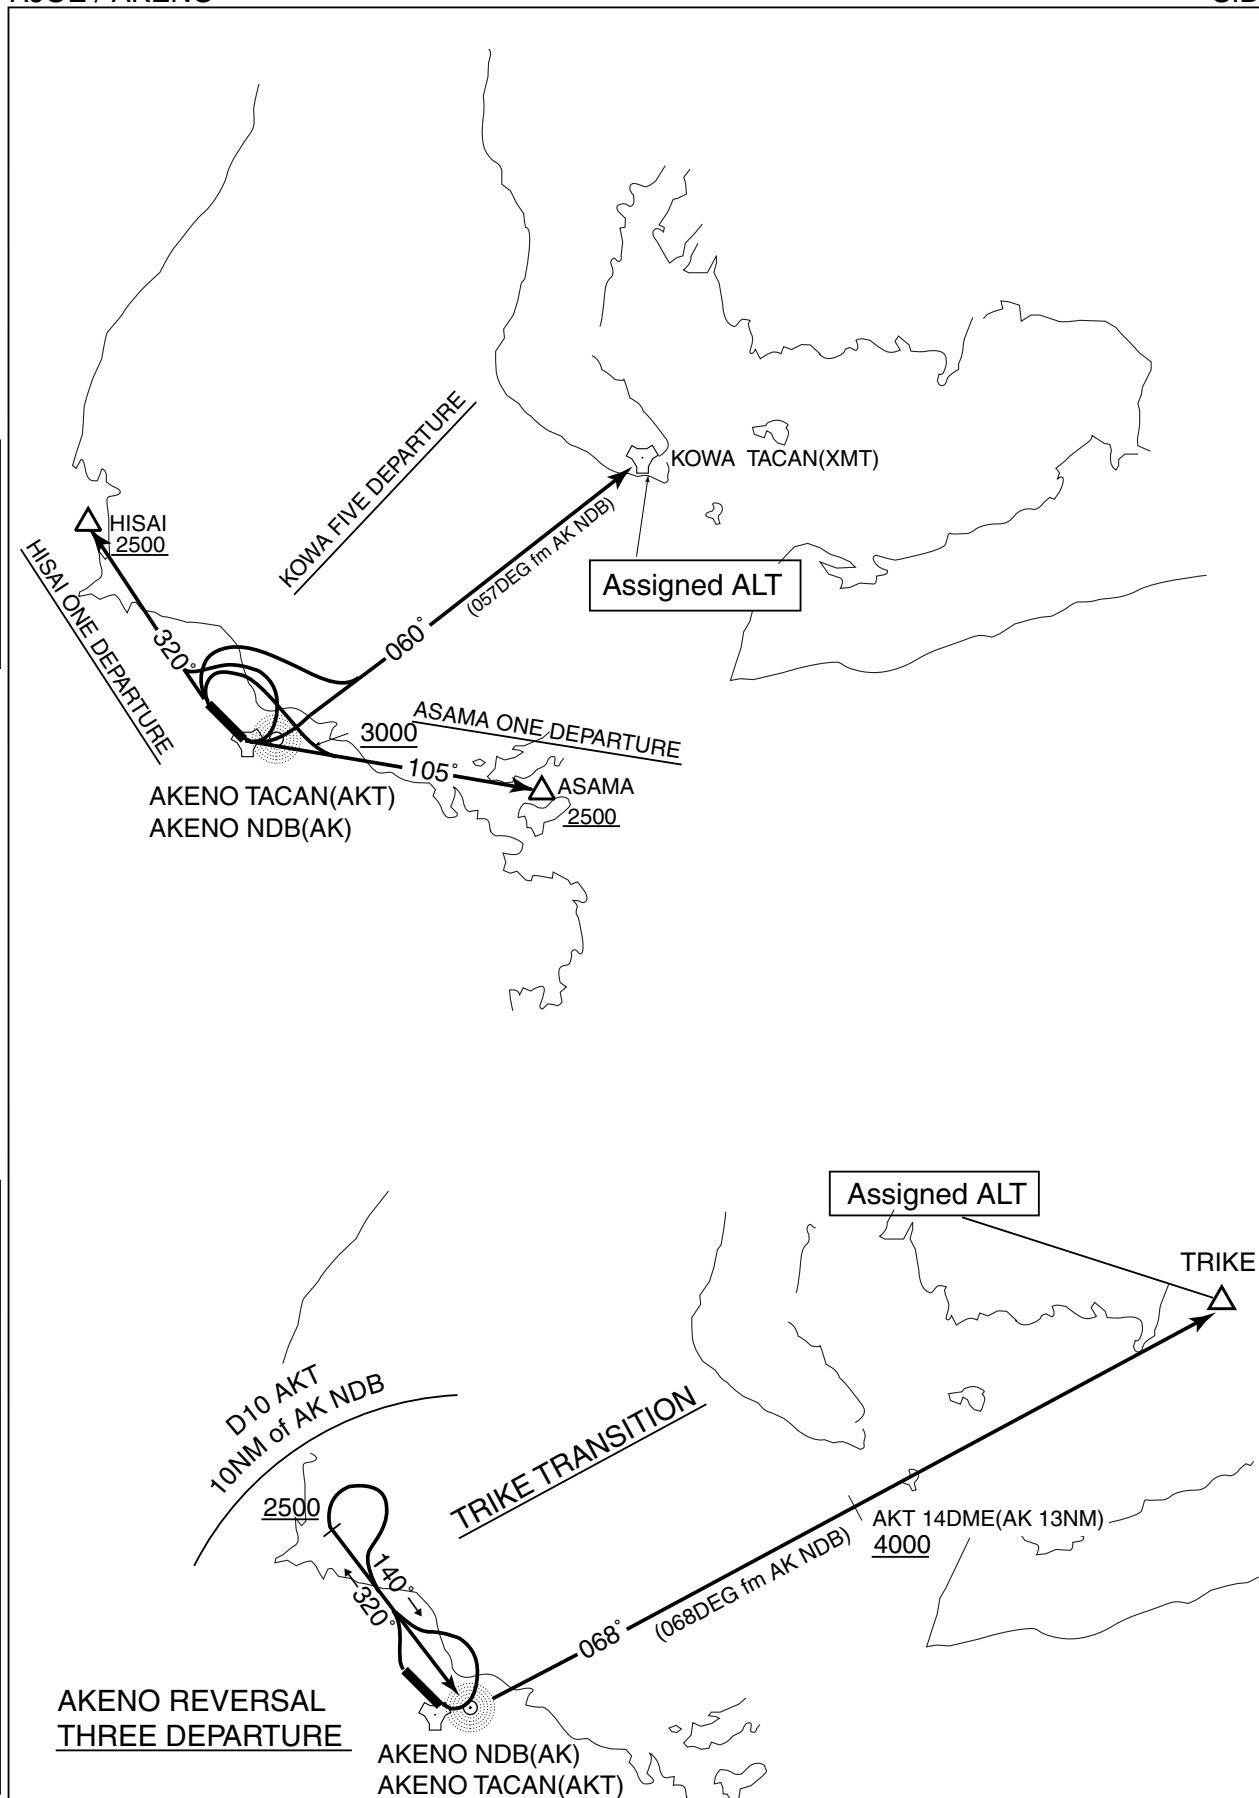 KOWA FIVE DEPARTURE
KOWA TACAN(XMT)
HISAI
2500
HISAI ONE DEPARTURE
(057DEG fm AK NDB)
Assigned ALT
320°
060°
ASAMA ONE DEPARTURE
3000
105°
ASAMA
2500
AKENO TACAN(AKT)
AKENO NDB(AK)
Assigned ALT
TRIKE
D10 AKT
10NM of AK NDB
TRIKE TRANSITION
2500
AKT 14DME(AK 13NM)
4000
140°
320°
068°
(068DEG fm AK NDB)
AKENO REVERSAL
THREE DEPARTURE
AKENO NDB(AK)
AKENO TACAN(AKT)